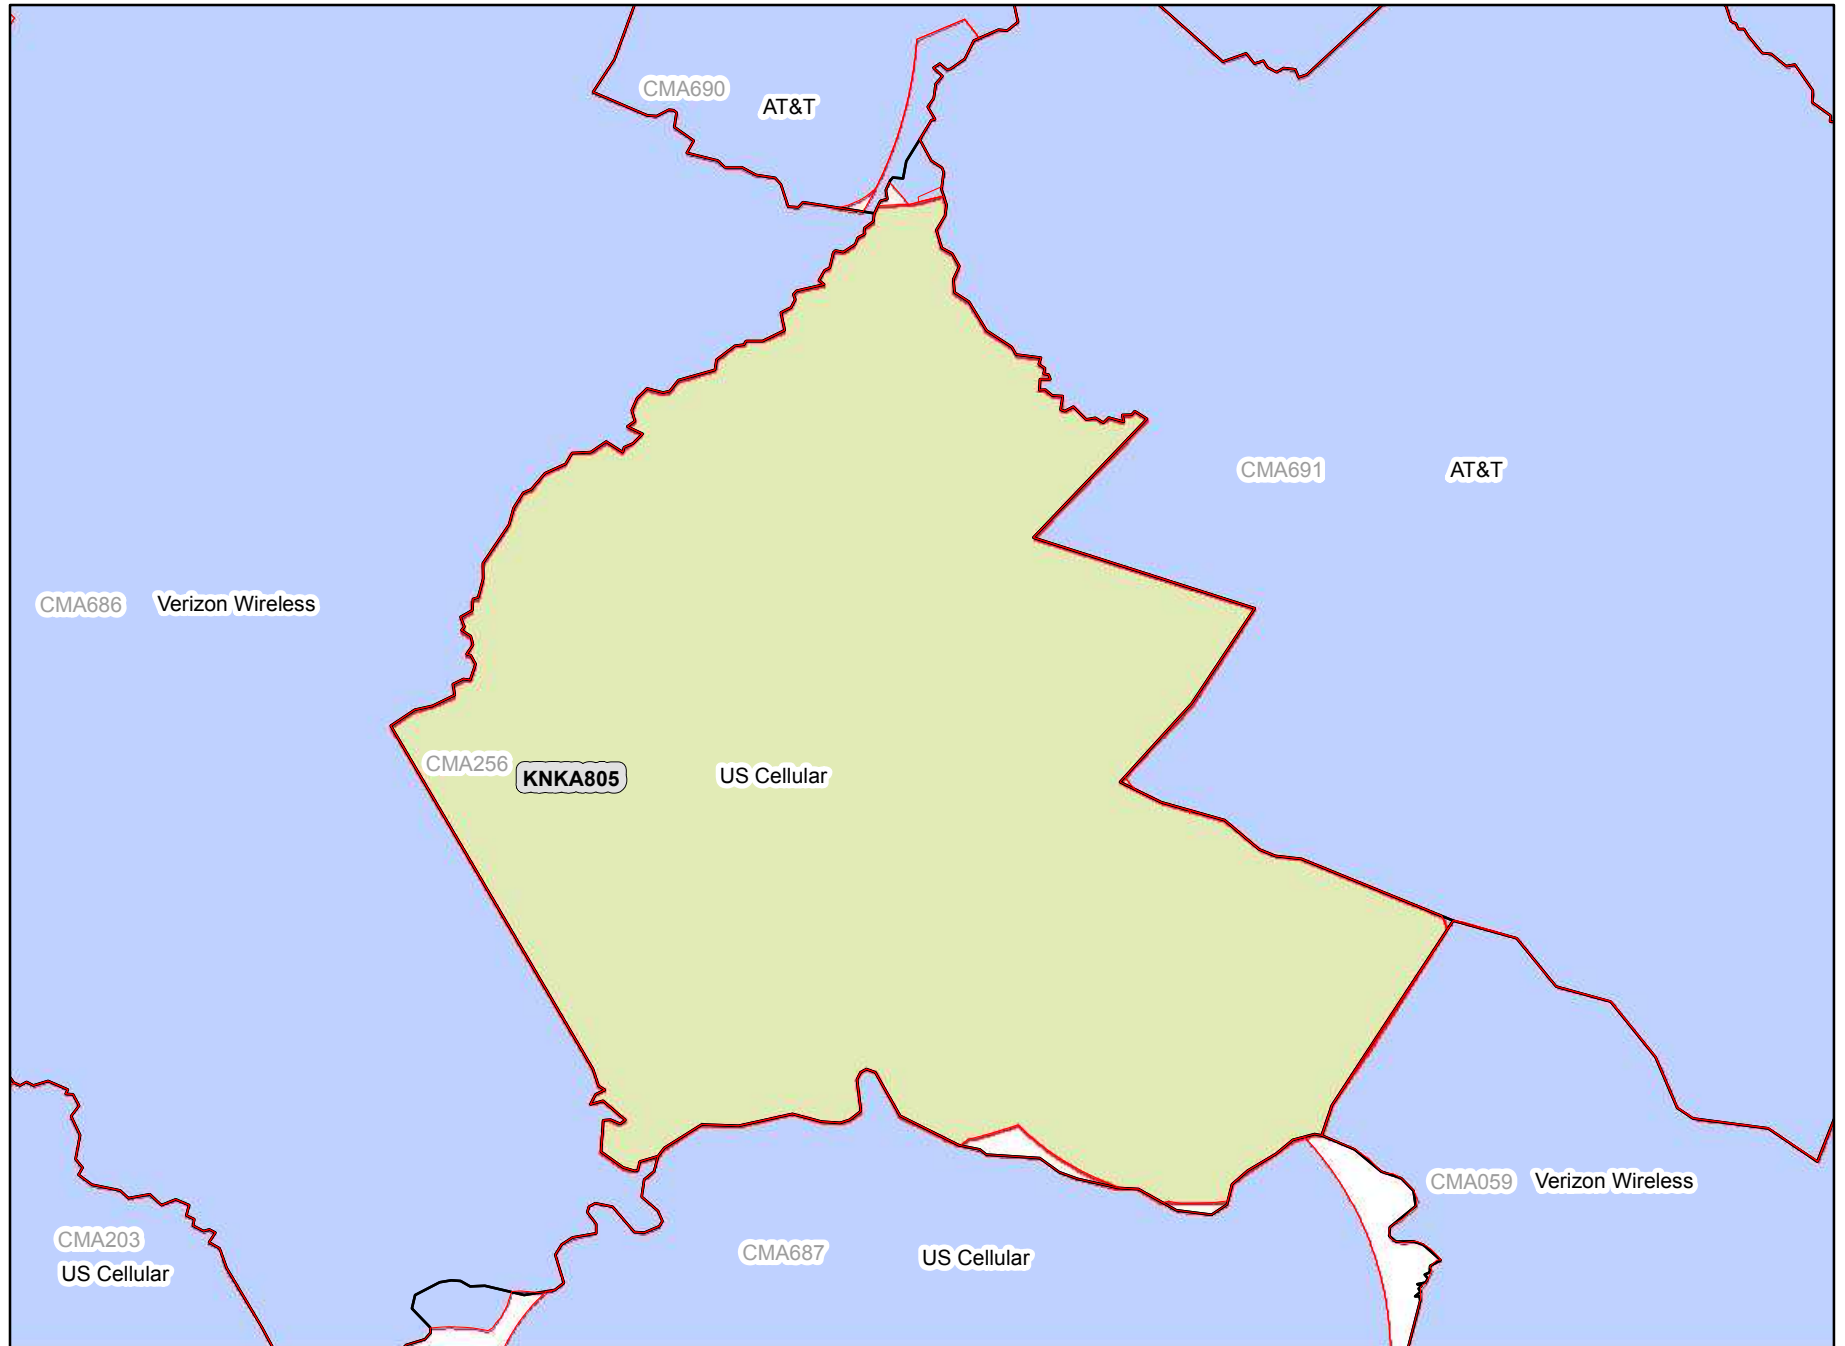 CMA690
AT&T
CMA691
AT&T
CMA686
Verizon Wireless
CMA256
KNKA805
US Cellular
CMA059
Verizon Wireless
CMA203
US Cellular
CMA687
US Cellular